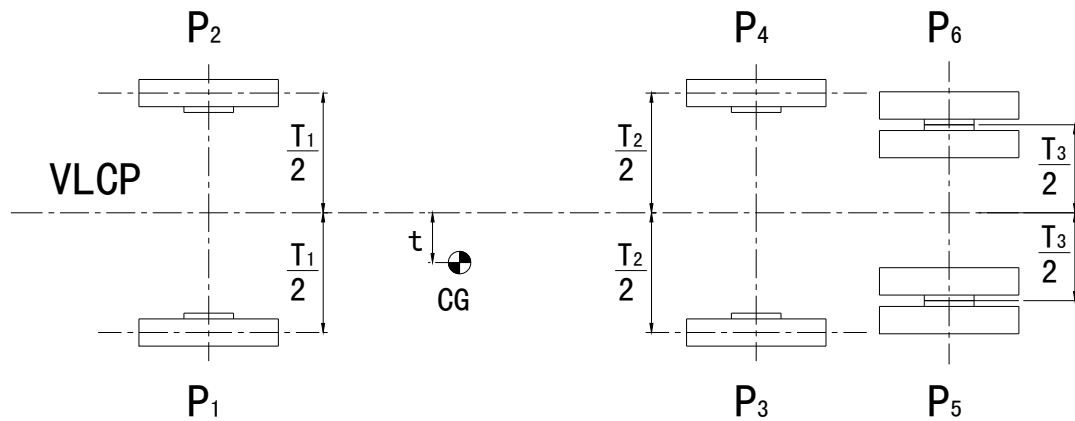 P2 P4 P6
T1/2 T2/2 T3/2
VLCP
t
CG
T1/2 T2/2 T3/2
P1 P3 P5